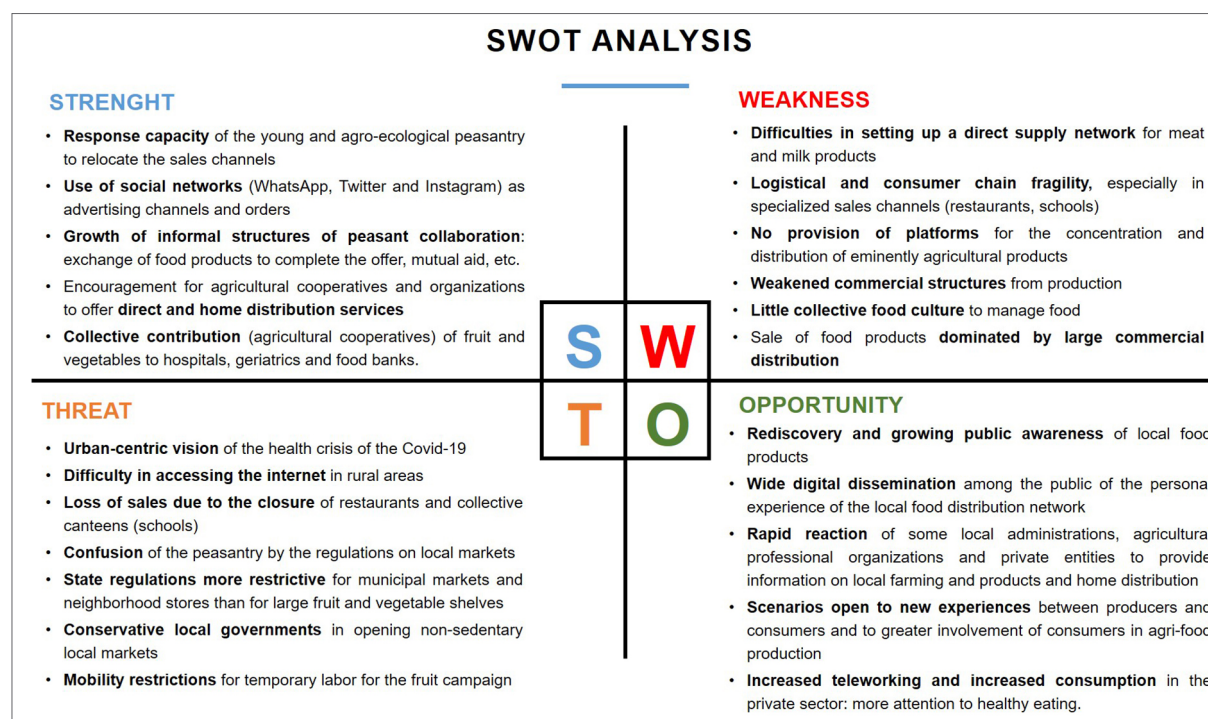 SWOT ANALYSIS
STRENGHT
• Response capacity of the young and agro-ecological peasantry
to relocate the sales channels
• Use of social networks (WhatsApp, Twitter and Instagram) as
advertising channels and orders
• Growth of informal structures of peasant collaboration:
exchange of food products to complete the offer, mutual aid, etc.
• Encouragement for agricultural cooperatives and organizations
to offer direct and home distribution services
• Collective contribution (agricultural cooperatives) of fruit and
vegetables to hospitals, geriatrics and food banks.
WEAKNESS
• Difficulties in setting up a direct supply network for meat
and milk products
• Logistical and consumer chain fragility, especially in
specialized sales channels (restaurants, schools)
• No provision of platforms for the concentration and
distribution of eminently agricultural products
• Weakened commercial structures from production
• Little collective food culture to manage food
• Sale of food products dominated by large commercial
distribution
S W
T O
THREAT
• Urban-centric vision of the health crisis of the Covid-19
• Difficulty in accessing the internet in rural areas
• Loss of sales due to the closure of restaurants and collective
canteens (schools)
• Confusion of the peasantry by the regulations on local markets
• State regulations more restrictive for municipal markets and
neighborhood stores than for large fruit and vegetable shelves
• Conservative local governments in opening non-sedentary
local markets
• Mobility restrictions for temporary labor for the fruit campaign
OPPORTUNITY
• Rediscovery and growing public awareness of local food
products
• Wide digital dissemination among the public of the persona
experience of the local food distribution network
• Rapid reaction of some local administrations, agricultura
professional organizations and private entities to provide
information on local farming and products and home distribution
• Scenarios open to new experiences between producers and
consumers and to greater involvement of consumers in agri-food
production
• Increased teleworking and increased consumption in the
private sector: more attention to healthy eating.